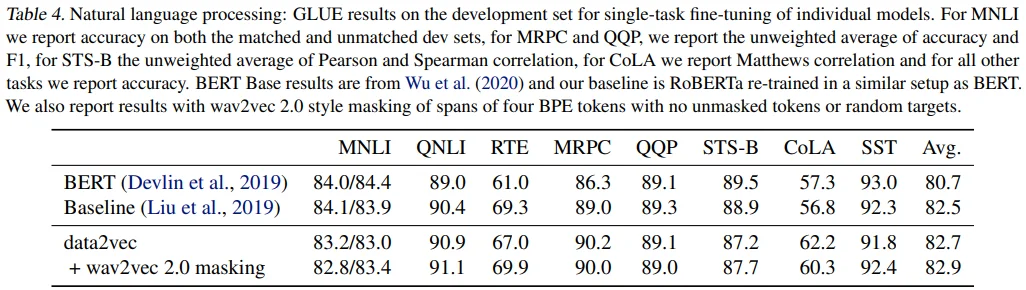 Table 4. Natural language processing: GLUE results on the development set for single-task fine-tuning of individual models. For MNLI
we report accuracy on both the matched and unmatched dev sets, for MRPC and QQP, we report the unweighted average of accuracy and
F1, for STS-B the unweighted average of Pearson and Spearman correlation, for CoLA we report Matthews correlation and for all other
tasks we report accuracy. BERT Base results are from Wu et al. (2020) and our baseline is RoBERTa re-trained in a similar setup as BERT.
We also report results with wav2vec 2.0 style masking of spans of four BPE tokens with no unmasked tokens or random targets.
MNLI QNLI RTE MRPC QQP STS-B CoLA SST Avg.
BERT (Devlin et al., 2019) 84.0/84.4 89.0 61.0 86.3 89.1 89.5 57.3 93.0 80.7
Baseline (Liu et al., 2019) 84.1/83.9 90.4 69.3 89.0 89.3 88.9 56.8 92.3 82.5
data2vec 83.2/83.0 90.9 67.0 90.2 89.1 87.2 62.2 91.8 82.7
+ wav2vec 2.0 masking 82.8/83.4 91.1 69.9 90.0 89.0 87.7 60.3 92.4 82.9